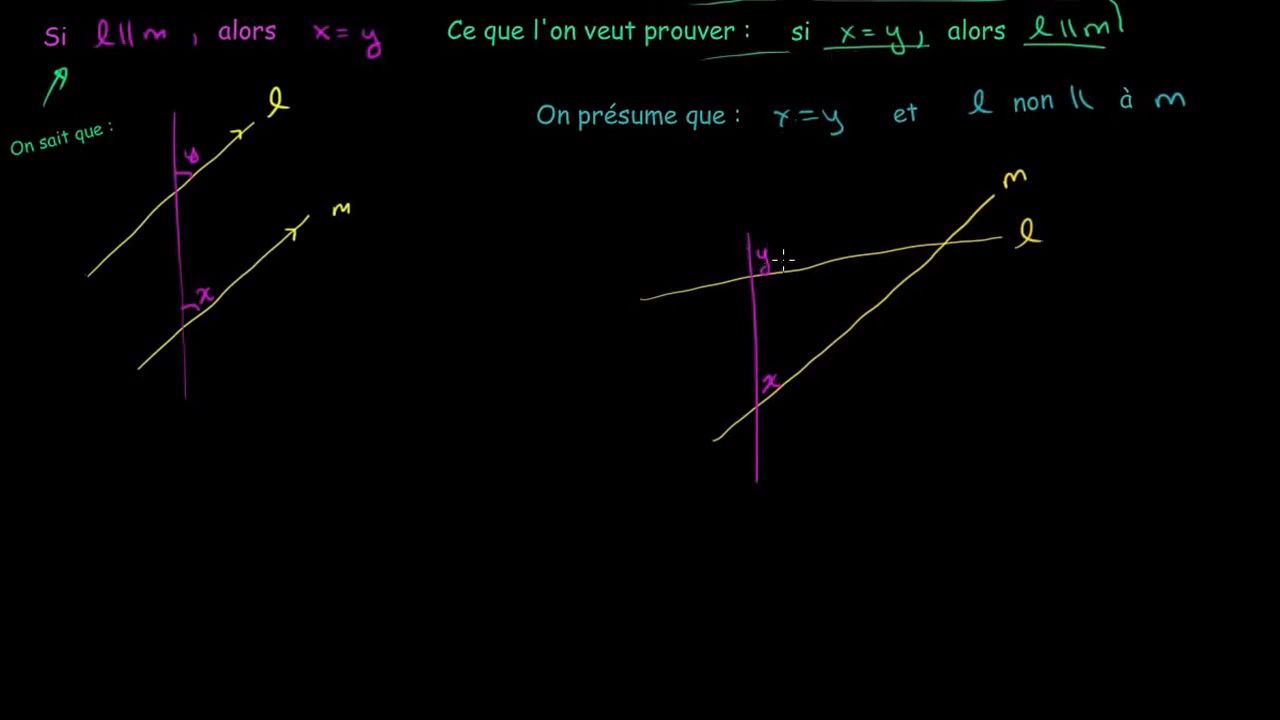 Si l || m , alors x = y
Ce que l'on veut prouver : si x = y , alors l || m
On sait que :
On présume que : x = y et l non || à m
l
y
m
x
m
l
y
x